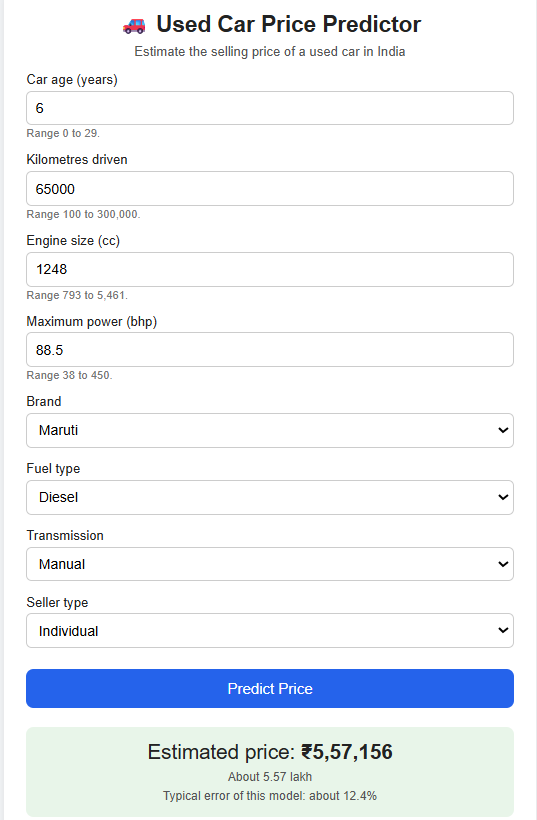 Used Car Price Predictor
Estimate the selling price of a used car in India
Car age (years)
6
Range 0 to 29.
Kilometres driven
65000
Range 100 to 300,000.
Engine size (cc)
1248
Range 793 to 5,461.
Maximum power (bhp)
88.5
Range 38 to 450.
Brand
Maruti
Fuel type
Diesel
Transmission
Manual
Seller type
Individual
Predict Price
Estimated price: ₹5,57,156
About 5.57 lakh
Typical error of this model: about 12.4%